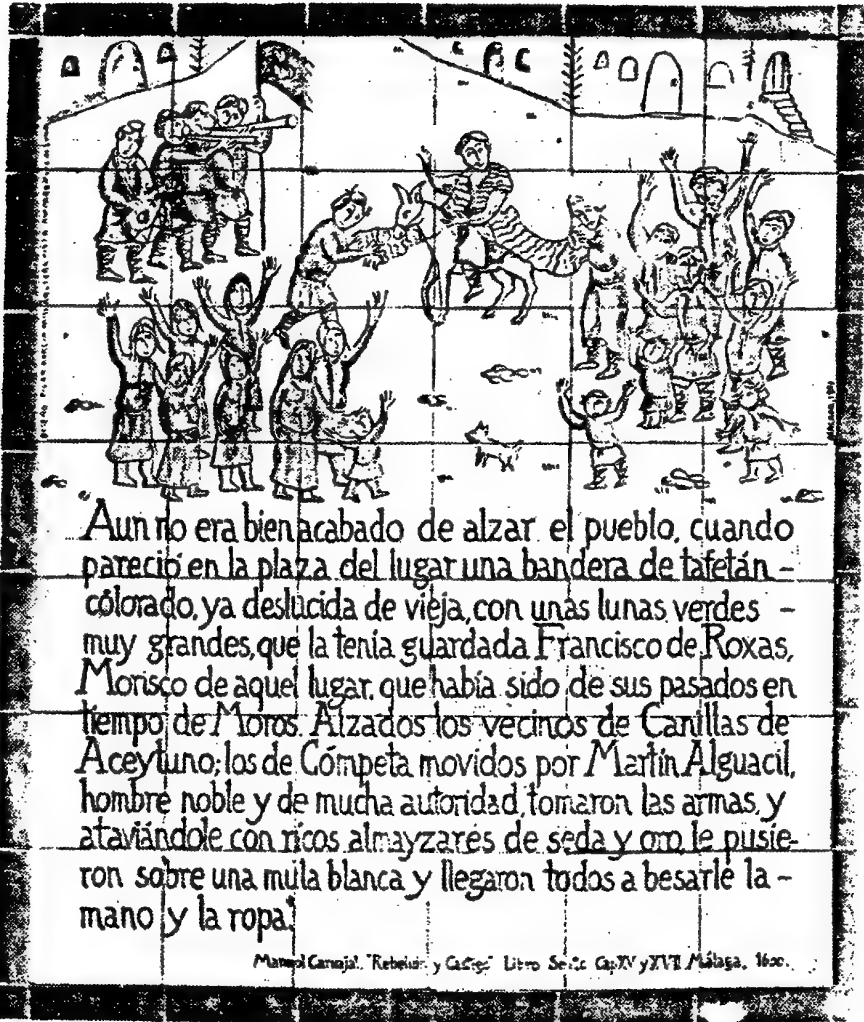 Aun no era bien acabado de alzar el pueblo, cuando
pareció en la plaza del lugar una bandera de tafetán –
colorado, ya deslucida de vieja, con unas lunas verdes –
muy grandes, que la tenia guardada Francisco de Roxas,
Morisco de aquel lugar, que había sido de sus pasados en
tiempo de Moros. Alzados los vecinos de Canillas de
Aceytuno; los de Cómpeta movidos por Martín Alguacil,
hombre noble y de mucha autoridad, tomaron las armas, y
ataviándole con ricos almayzares de seda y oro, le pusie-
ron sobre una mula blanca y llegaron todos a besarle la –
mano y la ropa."
Marmol Carvajal. "Rebelión y Castigo" Libro Cap XV y XVII Málaga, 1600.